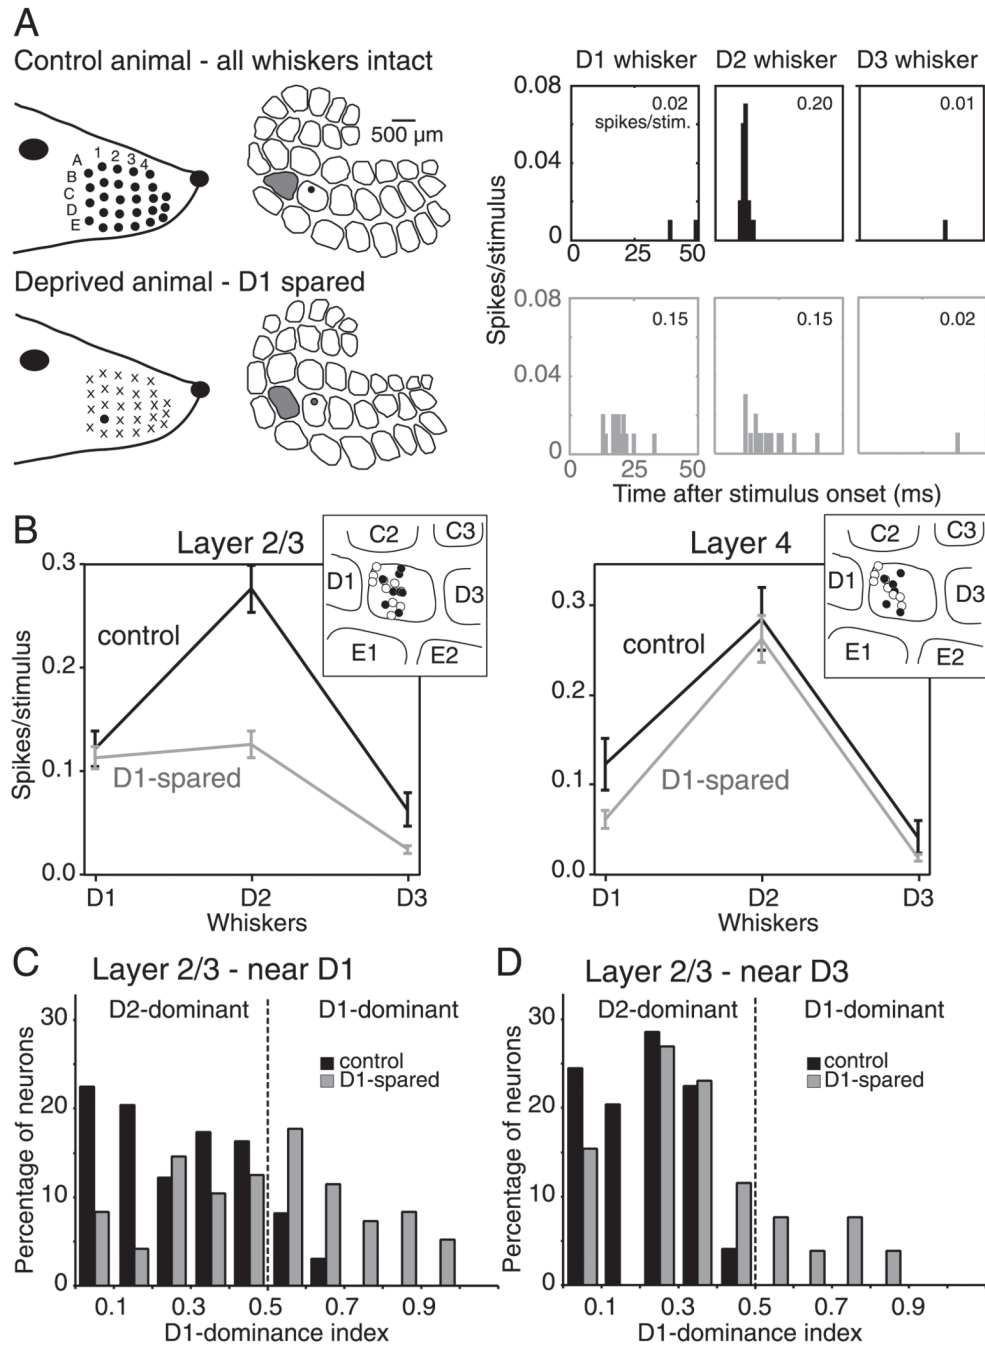 A
Control animal - all whiskers intact
1 2 3 4
A
B
C
D
E
500 µm
Deprived animal - D1 spared
x x x x
x x x x
x x x x x
x x x x
x x x x
D1 whisker D2 whisker D3 whisker
0.08
0.04
0
0.02
spikes/stim.
0.20
0.01
0 25 50
Spikes/stimulus
0.08
0.04
0
0.15
0.15
0.02
0 25 50
Time after stimulus onset (ms)
B
Layer 2/3
0.3
0.2
0.1
0.0
Spikes/stimulus
control
D1-spared
C2 C3
D1 D3
E1 E2
D1 D2 D3
Whiskers
Layer 4
0.3
0.2
0.1
0.0
control
D1-spared
C2 C3
D1 D3
E1 E2
D1 D2 D3
Whiskers
C
Layer 2/3 - near D1
D2-dominant D1-dominant
control
D1-spared
30
20
10
0
Percentage of neurons
0.1 0.3 0.5 0.7 0.9
D1-dominance index
D
Layer 2/3 - near D3
D2-dominant D1-dominant
control
D1-spared
30
20
10
0
Percentage of neurons
0.1 0.3 0.5 0.7 0.9
D1-dominance index